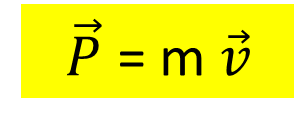 P⃗ = m v⃗